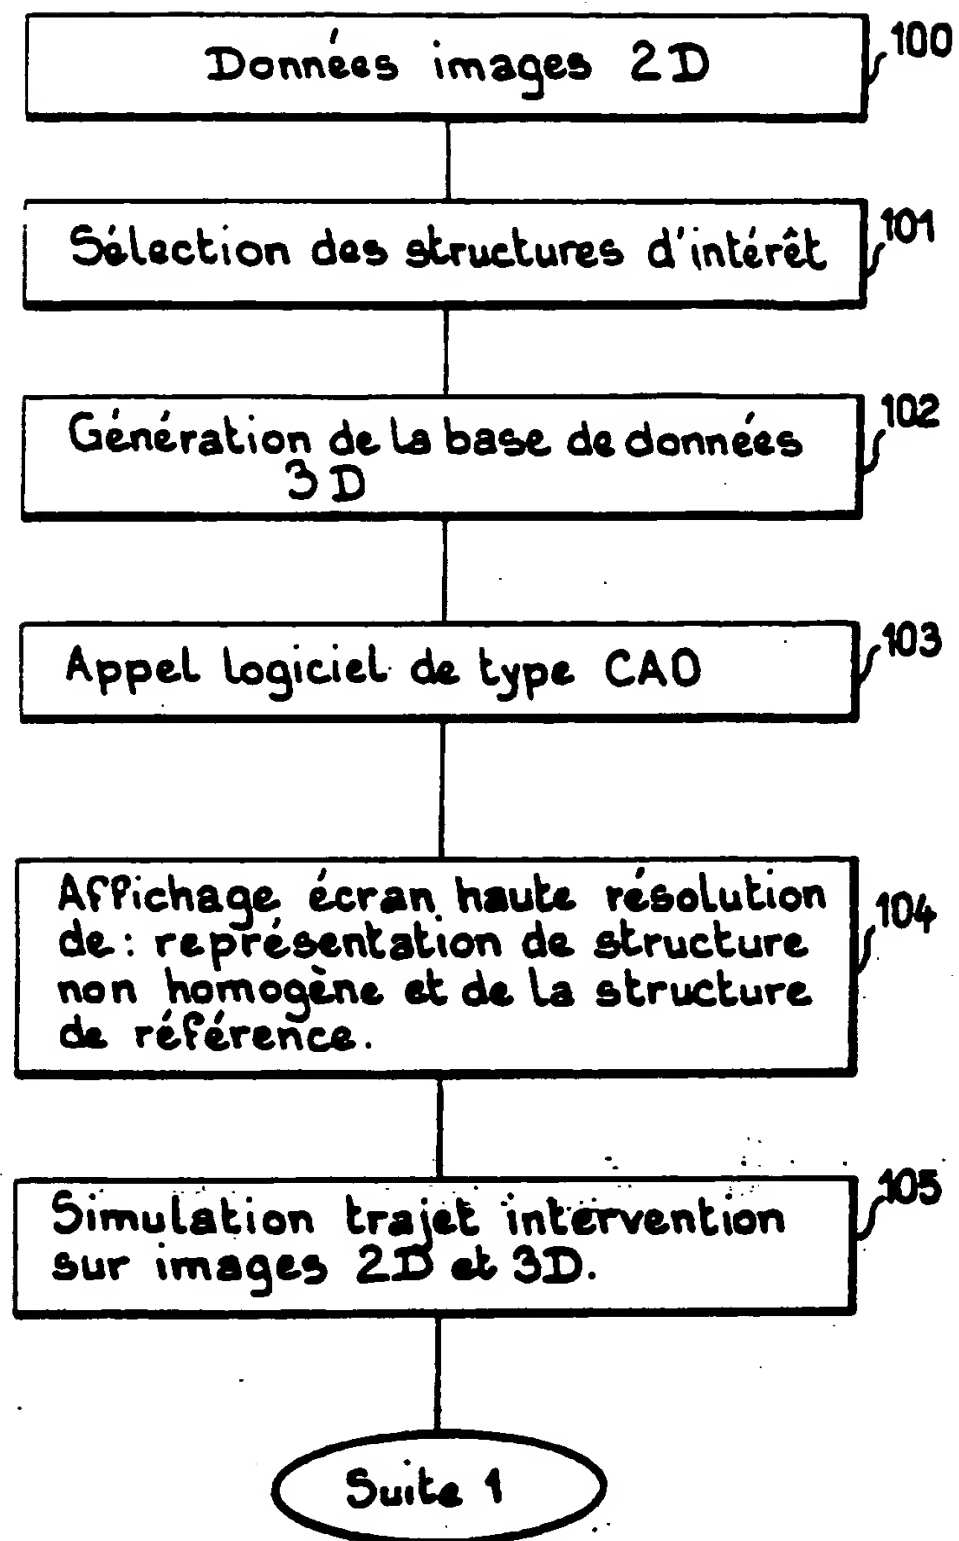 Données images 2D
100
Sélection des structures d'intérêt
101
Génération de la base de données
3D
102
Appel logiciel de type CAO
103
Affichage écran haute résolution
de : représentation de structure
non homogène et de la structure
de référence.
104
Simulation trajet intervention
sur images 2D et 3D.
105
Suite 1